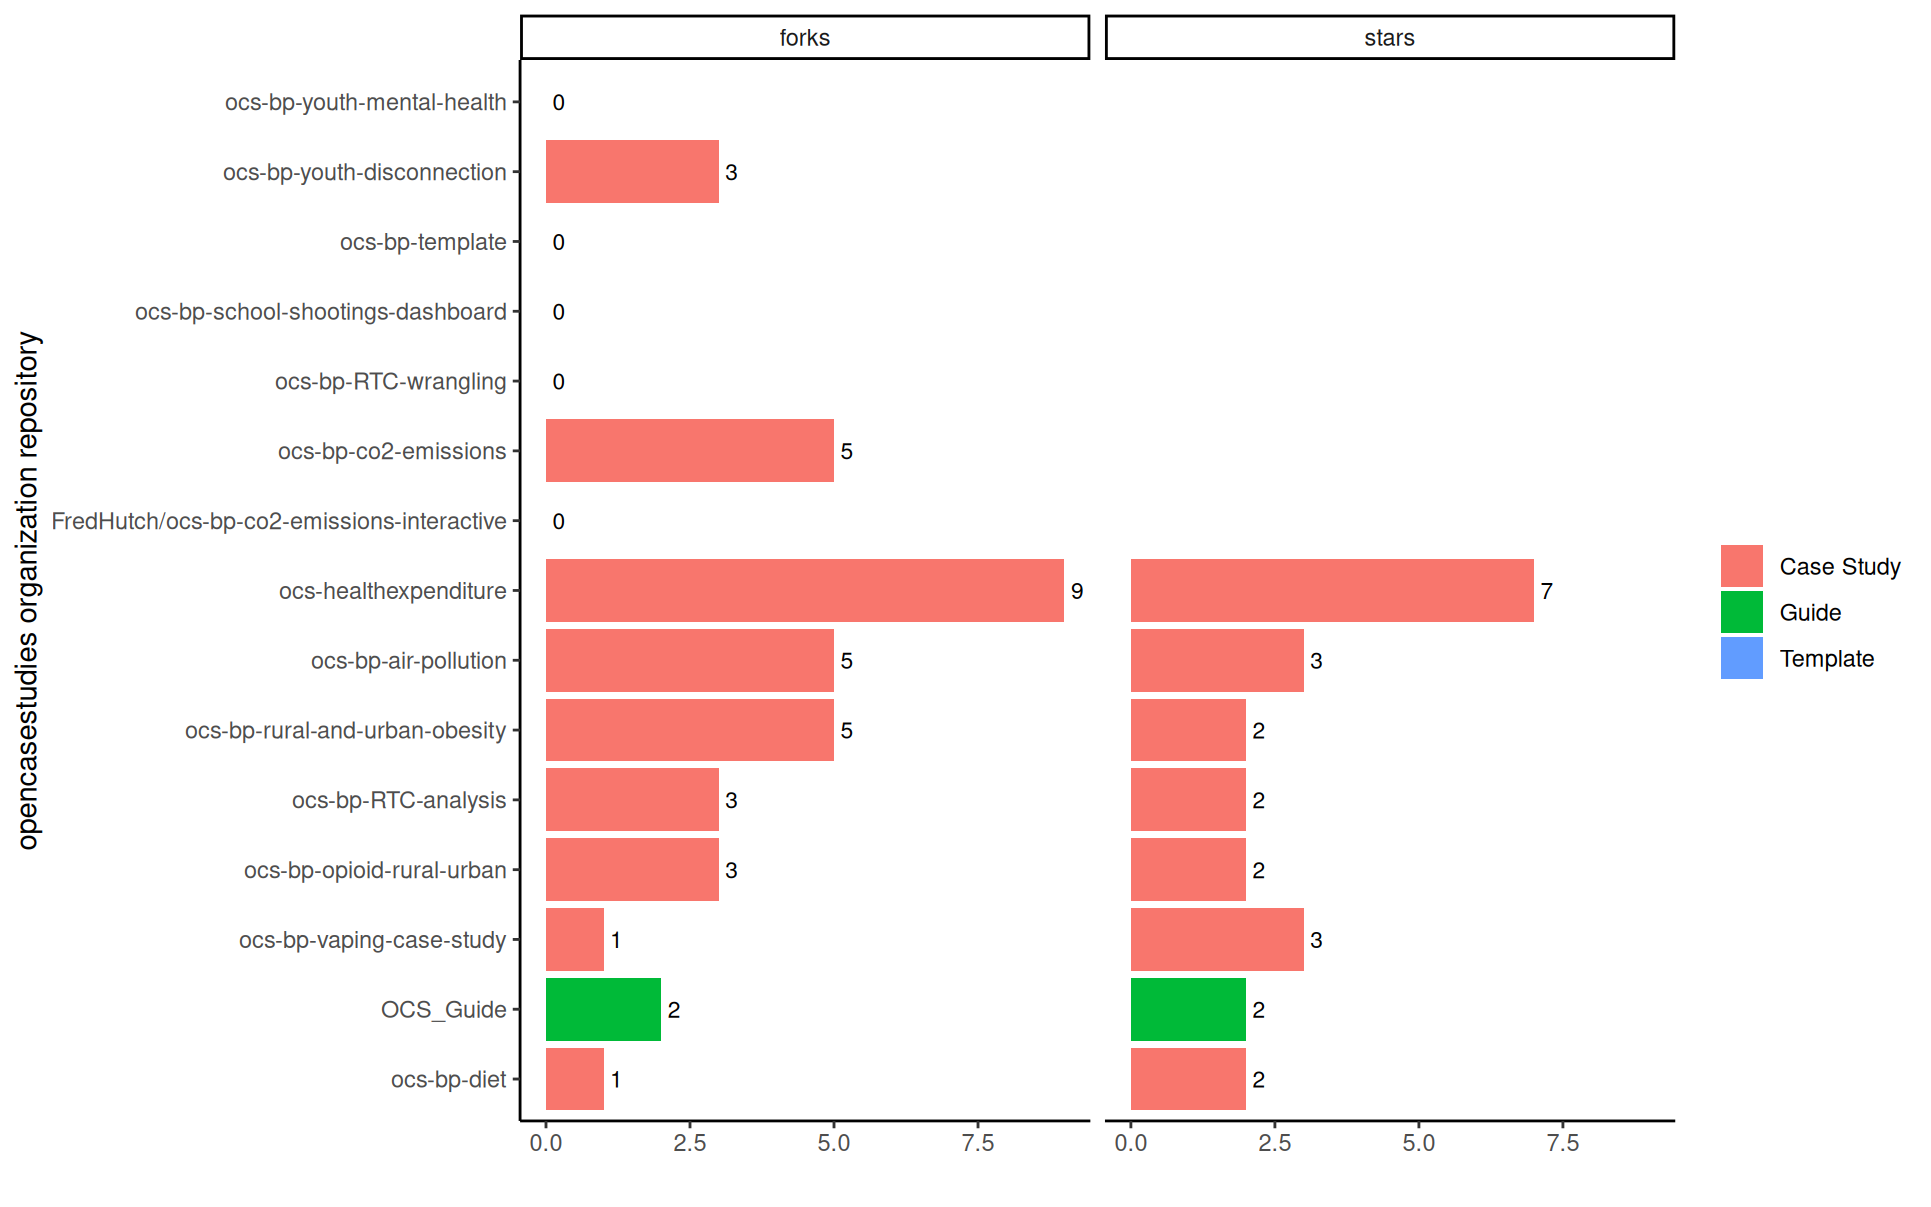 forks stars
ocs-bp-youth-mental-health 0
ocs-bp-youth-disconnection 3
ocs-bp-template 0
ocs-bp-school-shootings-dashboard 0
ocs-bp-RTC-wrangling 0
ocs-bp-co2-emissions 5
FredHutch/ocs-bp-co2-emissions-interactive 0
ocs-healthexpenditure 9 7
ocs-bp-air-pollution 5 3
ocs-bp-rural-and-urban-obesity 5 2
ocs-bp-RTC-analysis 3 2
ocs-bp-opioid-rural-urban 3 2
ocs-bp-vaping-case-study 1 3
OCS_Guide 2 2
ocs-bp-diet 1 2
0.0 2.5 5.0 7.5 0.0 2.5 5.0 7.5
opencasestudies organization repository
Case Study
Guide
Template